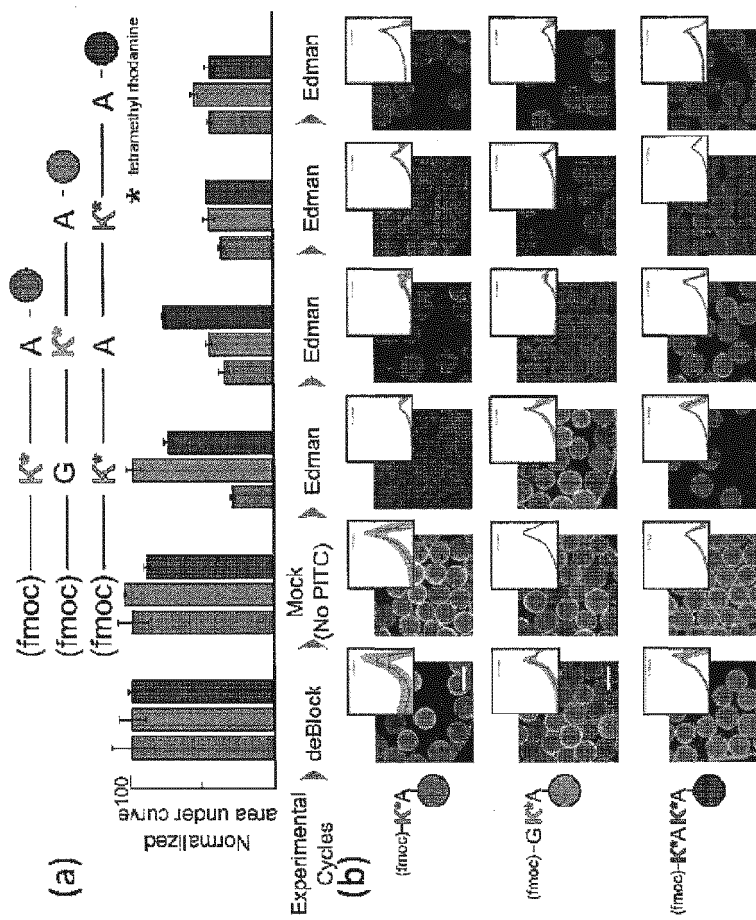 (a)
(fmoc) K* A
(fmoc) G K* A
(fmoc) K* A K* A
* tetramethyl rhodamine
100
Normalized
area under curve
Experimental
Cycles
deBlock
Mock
(No PITC)
Edman
Edman
Edman
Edman
(b)
(fmoc)-K*A
(fmoc)-GK*A
(fmoc)-K*AK*A